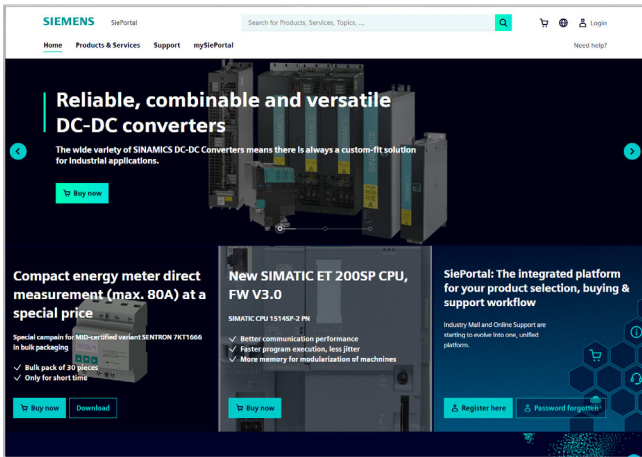 SIEMENS SiePortal
Search for Products, Services, Topics, ...
Login
Home Products & Services Support mySiePortal
Need help?
Reliable, combinable and versatile
DC-DC converters
The wide variety of SINAMICS DC-DC Converters means there is always a custom-fit solution
for industrial applications.
Buy now
Compact energy meter direct
measurement (max. 80A) at a
special price
Special campain for MID-certified variant SENTRON 7KT1666
in bulk packaging
Bulk pack of 30 pieces
Only for short time
Buy now Download
New SIMATIC ET 200SP CPU,
FW V3.0
SIMATIC CPU 1514SP-2 PN
Better communication performance
Faster program execution, less jitter
More memory for modularization of machines
Buy now
SiePortal: The integrated platform
for your product selection, buying &
support workflow
Industry Mall and Online Support are
starting to evolve into one, unified
platform.
Register here Password forgotten